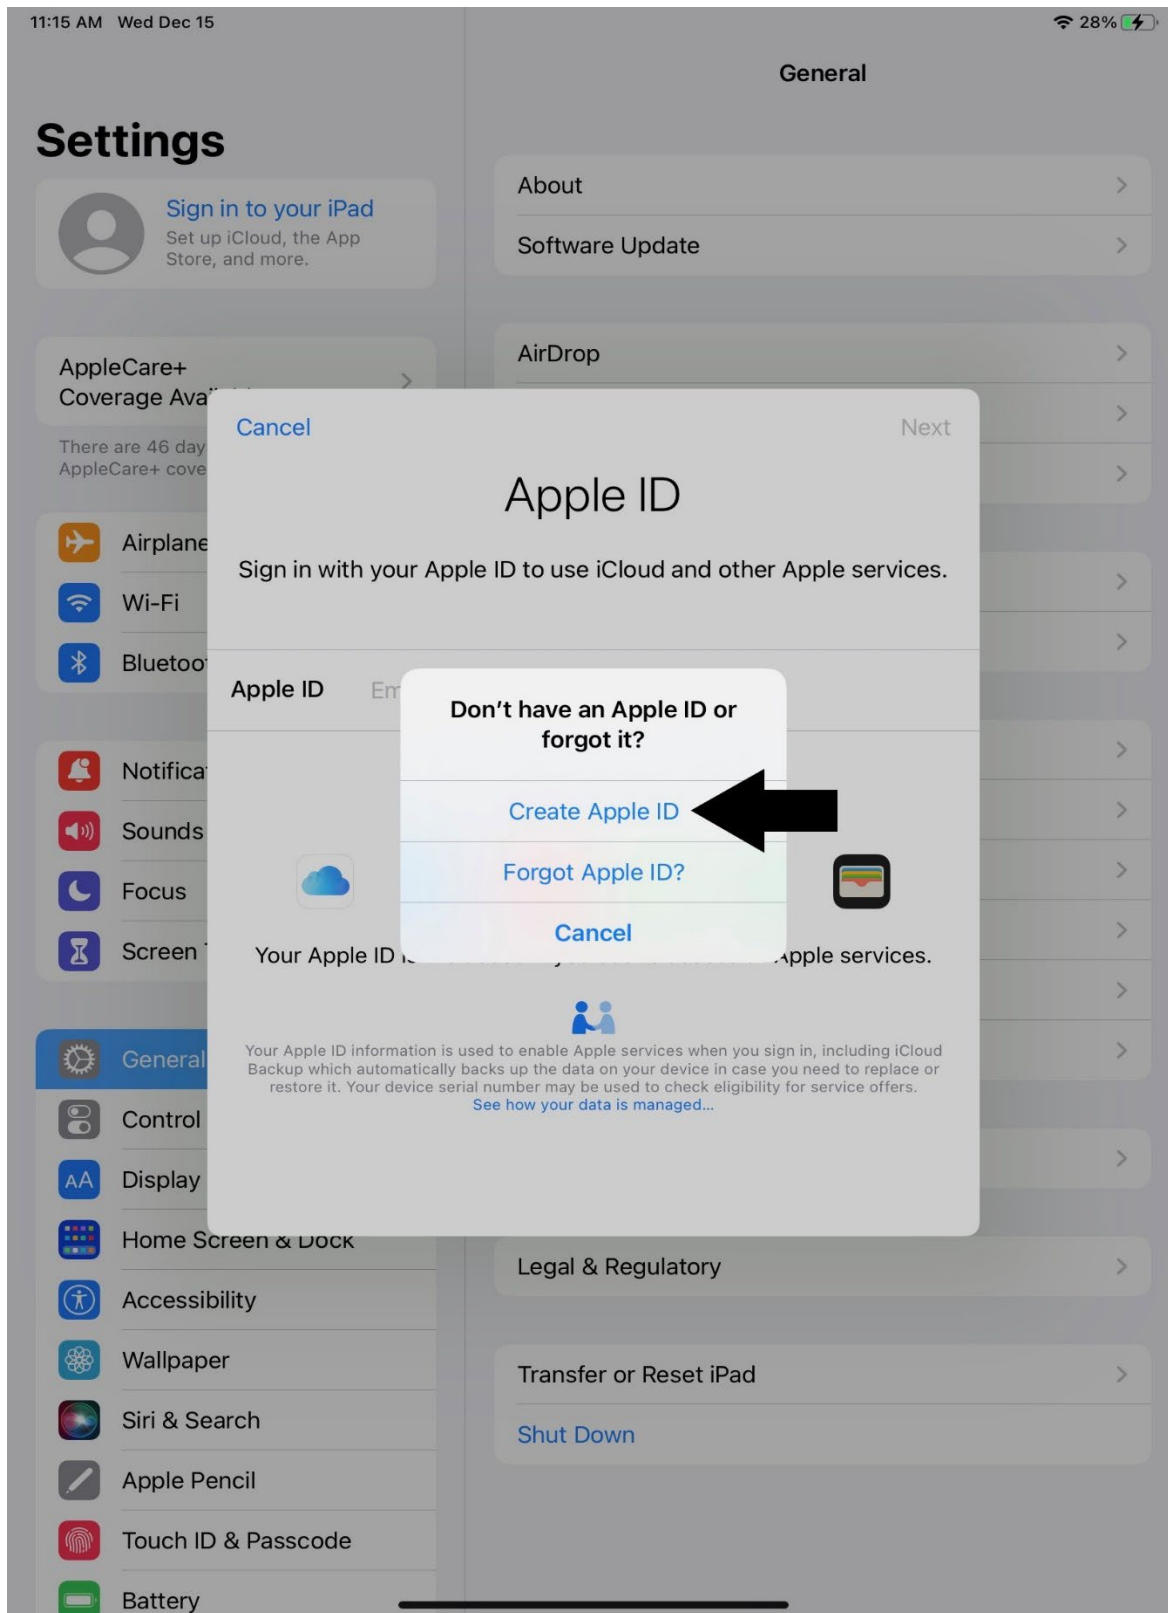 11:15 AM Wed Dec 15
28%
Settings
Sign in to your iPad
Set up iCloud, the App
Store, and more.
AppleCare+
Coverage
There are 46
AppleCare+
Airplane
Wi-Fi
Notifica
Sounds
Focus
Screen
General
Control
Display
Home Screen & Dock
Accessibility
Wallpaper
Siri & Search
Apple Pencil
Touch ID & Passcode
Battery
General
About
Software Update
AirDrop
Legal & Regulatory
Transfer or Reset iPad
Shut Down
Cancel
Next
Apple ID
Sign in with your Apple ID to use iCloud and other Apple services.
Apple ID
Don't have an Apple ID or
forgot it?
Create Apple ID
Forgot Apple ID?
Cancel
Your Apple ID
Apple services.
Your Apple ID information is used to enable Apple services when you sign in, including iCloud
Backup which automatically backs up the data on your device in case you need to replace or
restore it. Your device serial number may be used to check eligibility for service offers.
See how your data is managed...